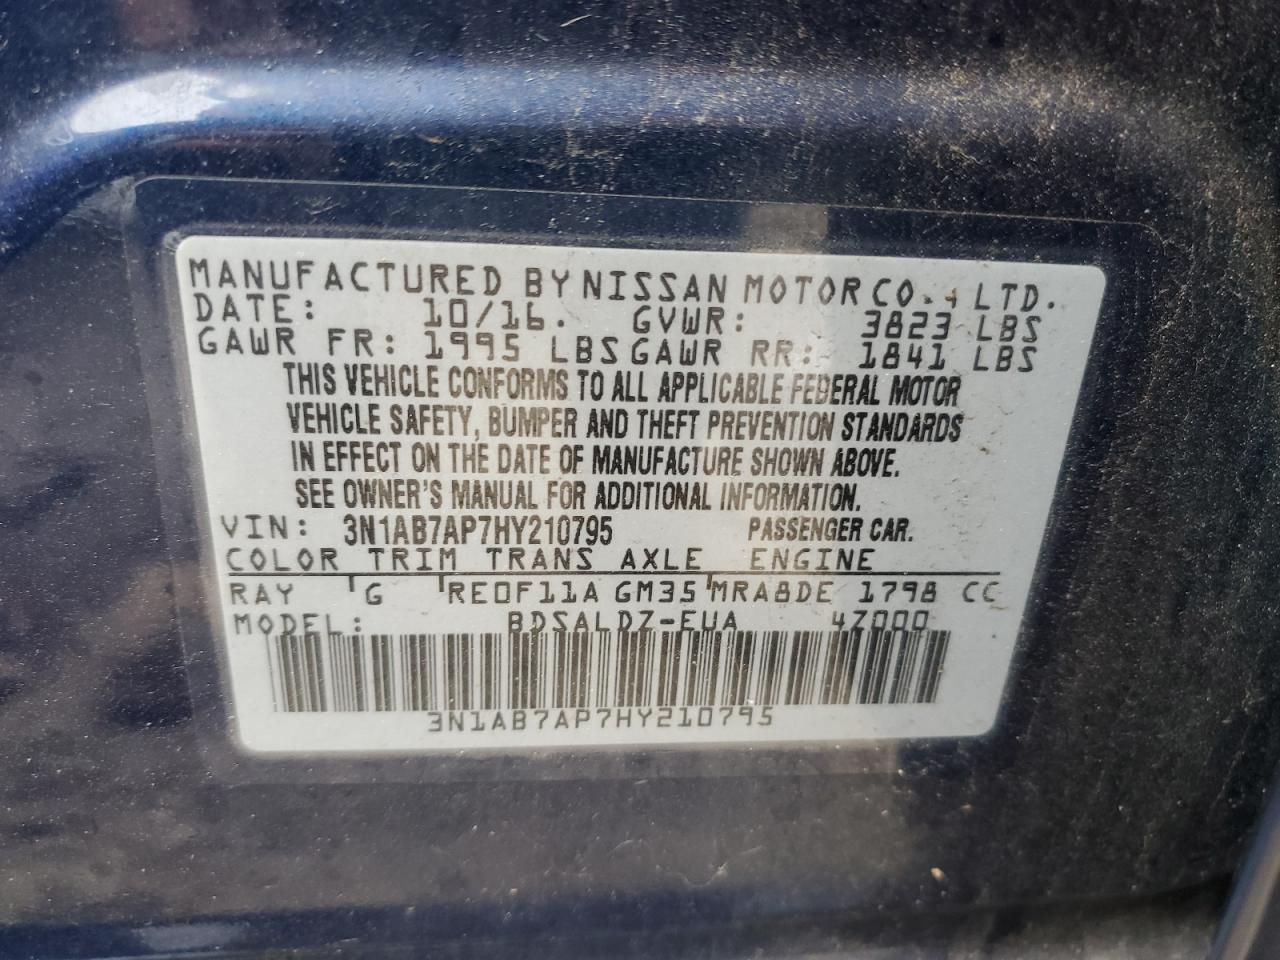 MANUFACTURED BY NISSAN MOTOR CO., LTD.
DATE: 10/16. GVWR: 3823 LBS
GAWR FR: 1995 LBS GAWR RR: 1841 LBS
THIS VEHICLE CONFORMS TO ALL APPLICABLE FEDERAL MOTOR
VEHICLE SAFETY, BUMPER AND THEFT PREVENTION STANDARDS
IN EFFECT ON THE DATE OF MANUFACTURE SHOWN ABOVE.
SEE OWNER'S MANUAL FOR ADDITIONAL INFORMATION.
VIN: 3N1AB7AP7HY210795 PASSENGER CAR.
COLOR TRIM TRANS AXLE ENGINE
RAY G RE0F11A GM35 MRA8DE 1798 CC
MODEL: BDSALDZ-EUA 4Z000
3N1AB7AP7HY210795